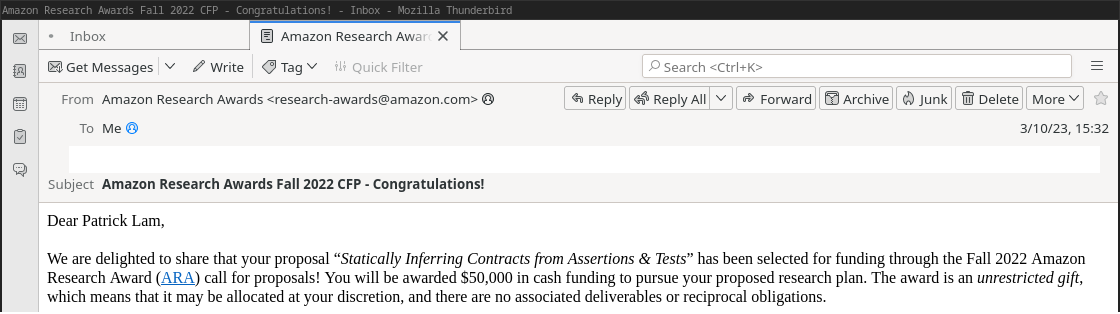 Amazon Research Awards Fall 2022 CFP - Congratulations! - Inbox - Mozilla Thunderbird
Inbox
Amazon Research Awar
Get Messages
Write
Tag
Quick Filter
Search <Ctrl+K>
From Amazon Research Awards <research-awards@amazon.com>
Reply
Reply All
Forward
Archive
Junk
Delete
More
To Me
3/10/23, 15:32
Subject Amazon Research Awards Fall 2022 CFP - Congratulations!
Dear Patrick Lam,
We are delighted to share that your proposal “Statically Inferring Contracts from Assertions & Tests” has been selected for funding through the Fall 2022 Amazon
Research Award (ARA) call for proposals! You will be awarded $50,000 in cash funding to pursue your proposed research plan. The award is an unrestricted gift,
which means that it may be allocated at your discretion, and there are no associated deliverables or reciprocal obligations.